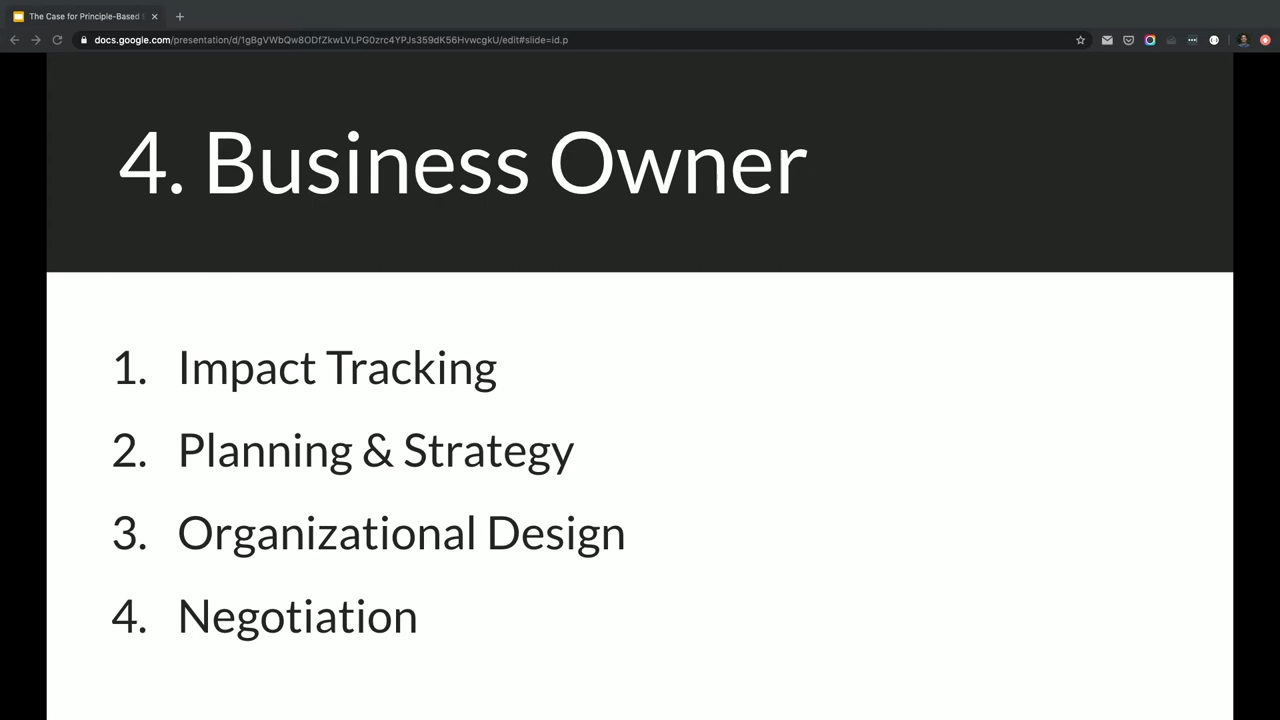 The Case for Principle-Based
docs.google.com/presentation/d/1gBgVWbQw8ODfZkwLVLPG0zrc4YPJs359dK56HvwcgkU/edit#slide=id.p
4. Business Owner
1. Impact Tracking
2. Planning & Strategy
3. Organizational Design
4. Negotiation